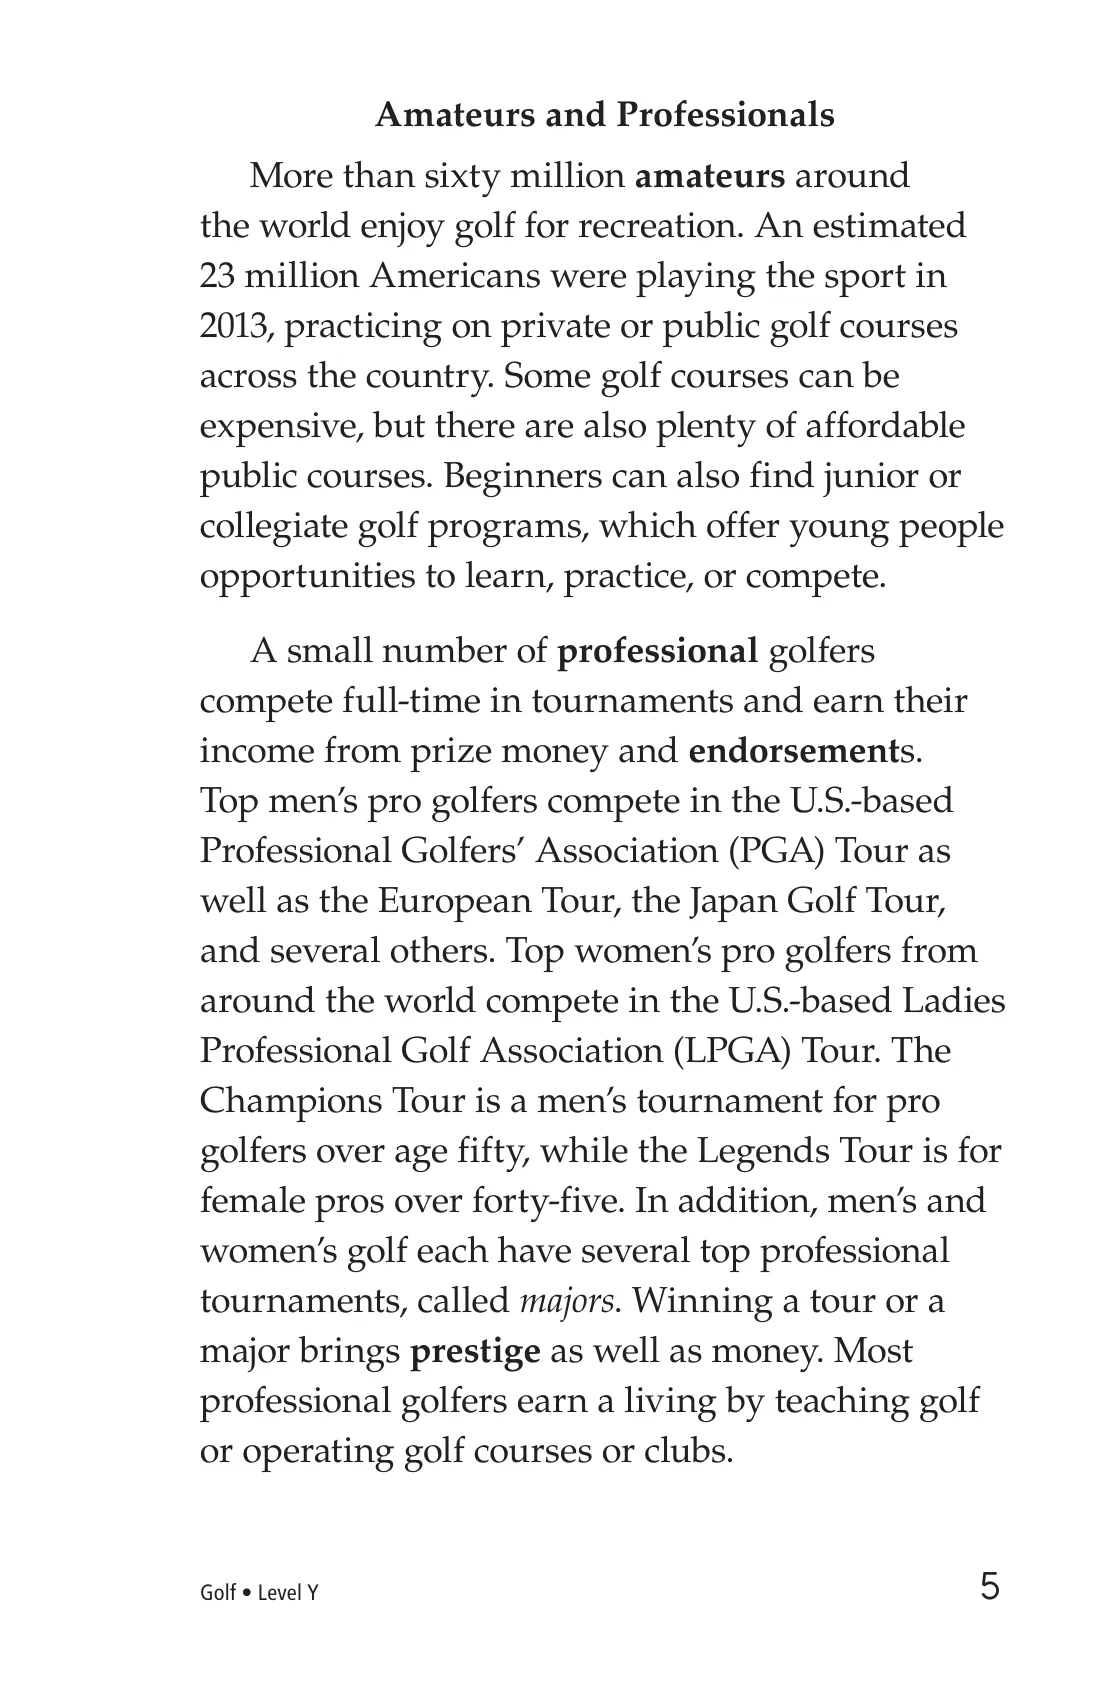 Amateurs and Professionals
More than sixty million amateurs around
the world enjoy golf for recreation. An estimated
23 million Americans were playing the sport in
2013, practicing on private or public golf courses
across the country. Some golf courses can be
expensive, but there are also plenty of affordable
public courses. Beginners can also find junior or
collegiate golf programs, which offer young people
opportunities to learn, practice, or compete.
A small number of professional golfers
compete full-time in tournaments and earn their
income from prize money and endorsements.
Top men’s pro golfers compete in the U.S.-based
Professional Golfers’ Association (PGA) Tour as
well as the European Tour, the Japan Golf Tour,
and several others. Top women’s pro golfers from
around the world compete in the U.S.-based Ladies
Professional Golf Association (LPGA) Tour. The
Champions Tour is a men’s tournament for pro
golfers over age fifty, while the Legends Tour is for
female pros over forty-five. In addition, men’s and
women’s golf each have several top professional
tournaments, called majors. Winning a tour or a
major brings prestige as well as money. Most
professional golfers earn a living by teaching golf
or operating golf courses or clubs.
Golf • Level Y
5